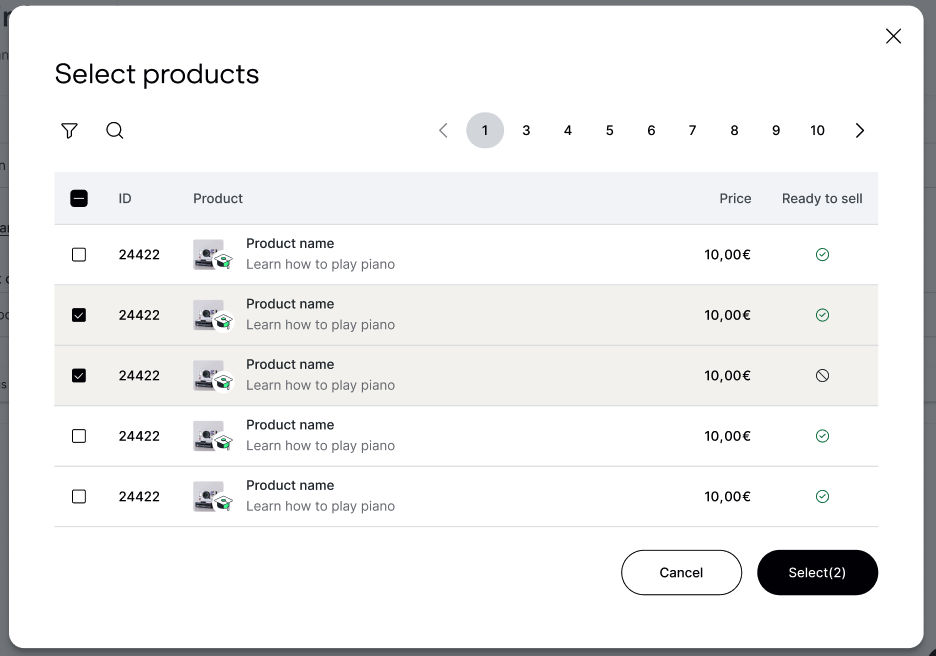 Select products
1 3 4 5 6 7 8 9 10
ID Product Price Ready to sell
24422 Product name 10,00€
Learn how to play piano
24422 Product name 10,00€
Learn how to play piano
24422 Product name 10,00€
Learn how to play piano
24422 Product name 10,00€
Learn how to play piano
24422 Product name 10,00€
Learn how to play piano
Cancel Select(2)